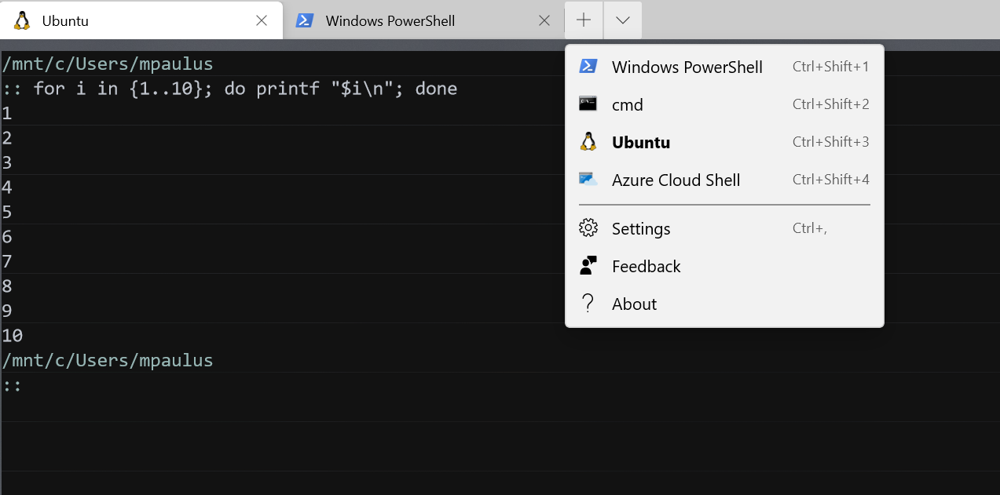 Ubuntu
Windows PowerShell
/mnt/c/Users/mpaulus
:: for i in {1..10}; do printf "$i\n"; done
1
2
3
4
5
6
7
8
9
10
/mnt/c/Users/mpaulus
::
Windows PowerShell Ctrl+Shift+1
cmd Ctrl+Shift+2
Ubuntu Ctrl+Shift+3
Azure Cloud Shell Ctrl+Shift+4
Settings Ctrl+,
Feedback
About